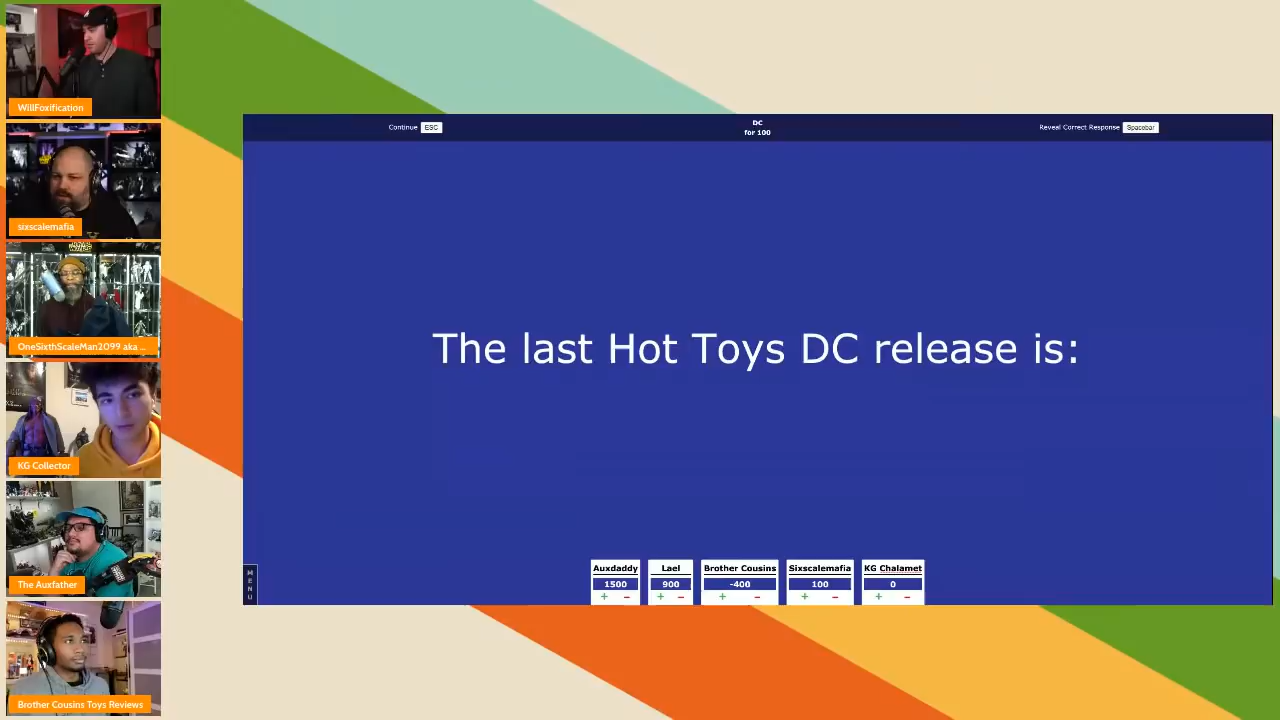 WillFoxification
sixscalemafia
OneSixthScaleMan2099 aka ...
KG Collector
The Auxfather
Brother Cousins Toys Reviews
Continue ESC
DC
for 100
Reveal Correct Response Spacebar
The last Hot Toys DC release is:
MENU
Auxdaddy Lael Brother Cousins Sixscalemafia KG Chalamet
1500 900 -400 100 0
+ − + − + − + − + −